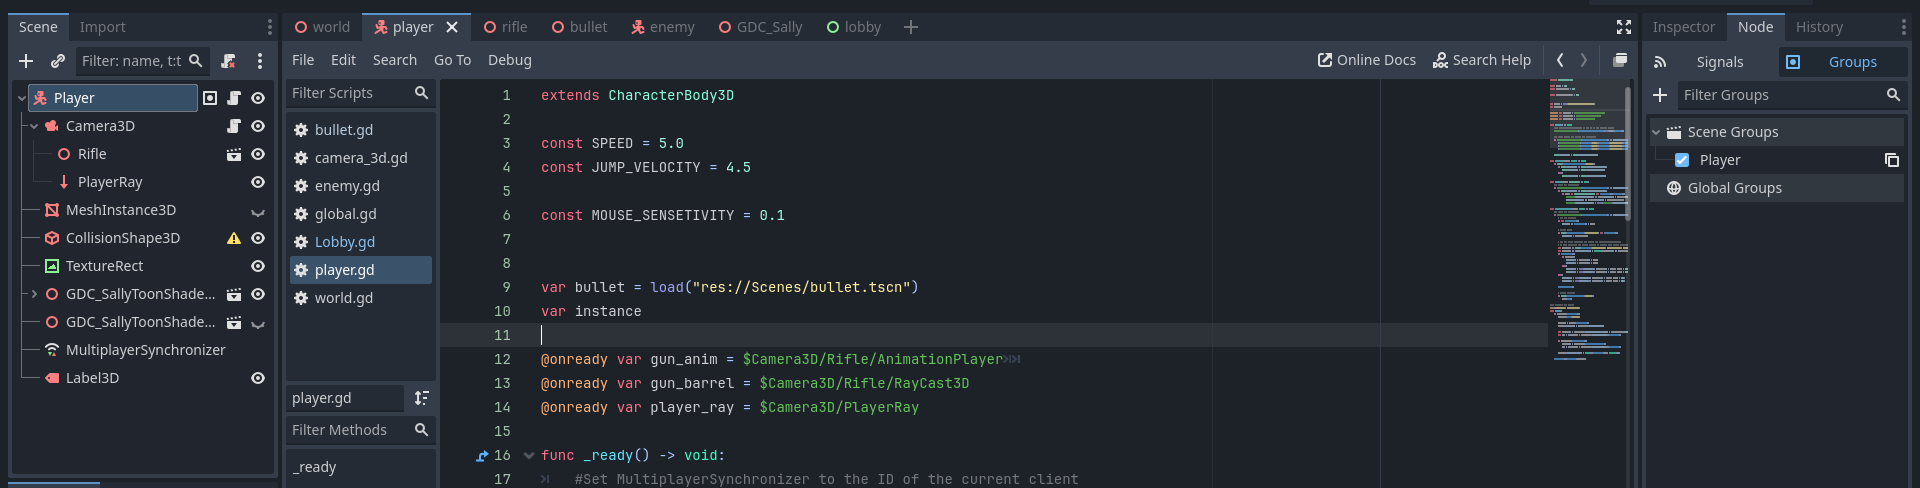 Scene Import
world player rifle bullet enemy GDC_Sally lobby
Inspector Node History
Filter: name, t:t
File Edit Search Go To Debug
Online Docs Search Help
Signals Groups
Filter Scripts
Filter Groups
Player
Camera3D
Rifle
PlayerRay
MeshInstance3D
CollisionShape3D
TextureRect
GDC_SallyToonShade...
GDC_SallyToonShade...
MultiplayerSynchronizer
Label3D
bullet.gd
camera_3d.gd
enemy.gd
global.gd
Lobby.gd
player.gd
world.gd
player.gd
Filter Methods
_ready
1 extends CharacterBody3D
2
3 const SPEED = 5.0
4 const JUMP_VELOCITY = 4.5
5
6 const MOUSE_SENSETIVITY = 0.1
7
8
9 var bullet = load("res://Scenes/bullet.tscn")
10 var instance
11
12 @onready var gun_anim = $Camera3D/Rifle/AnimationPlayer
13 @onready var gun_barrel = $Camera3D/Rifle/RayCast3D
14 @onready var player_ray = $Camera3D/PlayerRay
15
16 func _ready() -> void:
17 #Set MultiplayerSynchronizer to the ID of the current client
Scene Groups
Player
Global Groups